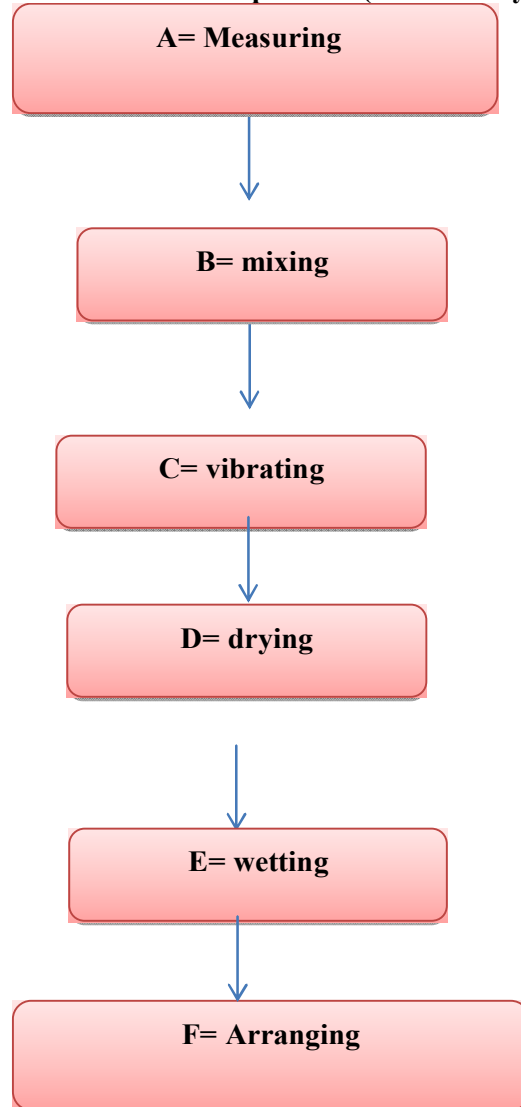 A= Measuring
B= mixing
C= vibrating
D= drying
E= wetting
F= Arranging